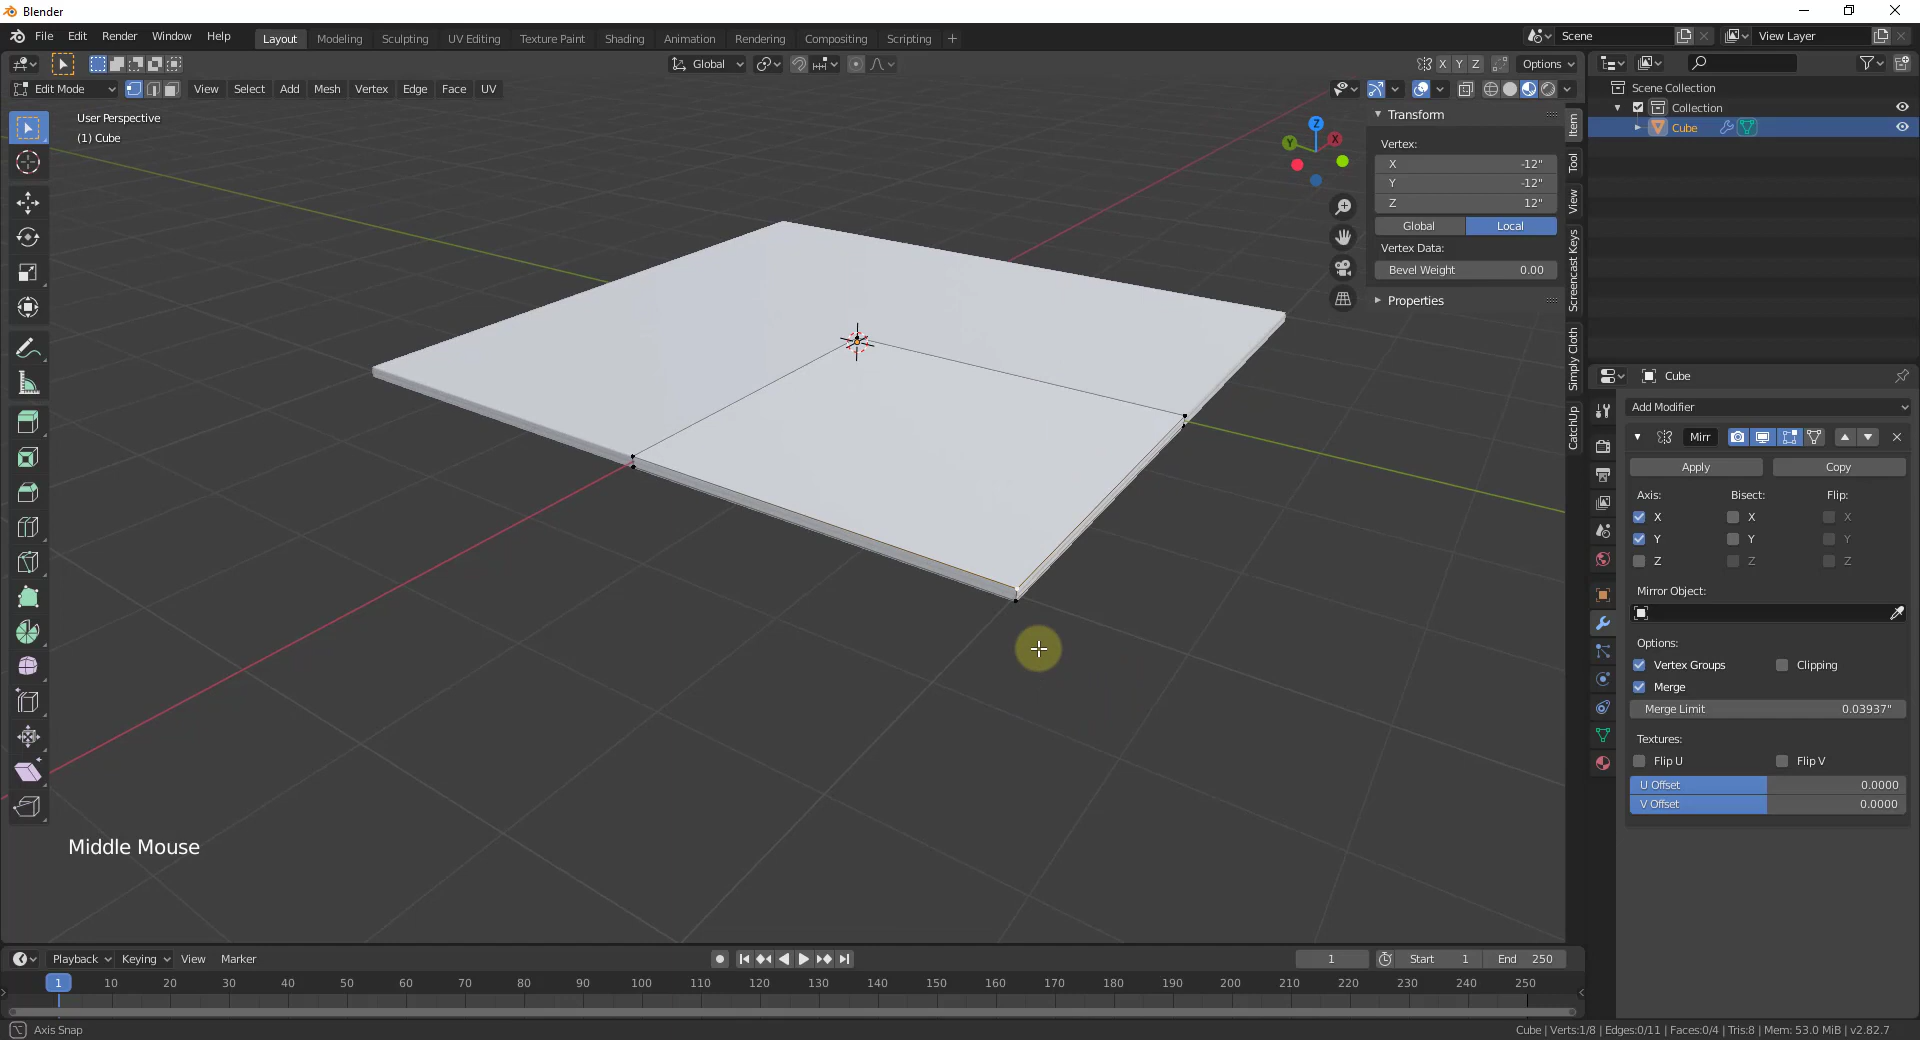 Blender
File Edit Render Window Help
Layout Modeling Sculpting UV Editing Texture Paint Shading Animation Rendering Compositing Scripting +
Scene
View Layer
Global
X Y Z
Options
Edit Mode
View Select Add Mesh Vertex Edge Face UV
User Perspective
(1) Cube
Z
Y
X
Transform
Vertex:
X -12"
Y -12"
Z 12"
Global Local
Vertex Data:
Bevel Weight 0.00
Properties
Item
Tool
View
Screencast Keys
Simply Cloth
CatchUp
Scene Collection
Collection
Cube
Cube
Add Modifier
Mirr
Apply Copy
Axis: Bisect: Flip:
X X X
Y Y Y
Z Z Z
Mirror Object:
Options:
Vertex Groups Clipping
Merge
Merge Limit 0.03937"
Textures:
Flip U Flip V
U Offset 0.0000
V Offset 0.0000
Middle Mouse
Playback Keying View Marker
1
Start 1
End 250
1 10 20 30 40 50 60 70 80 90 100 110 120 130 140 150 160 170 180 190 200 210 220 230 240 250
Axis Snap
Cube | Verts:1/8 | Edges:0/11 | Faces:0/4 | Tris:8 | Mem: 53.0 MiB | v2.82.7